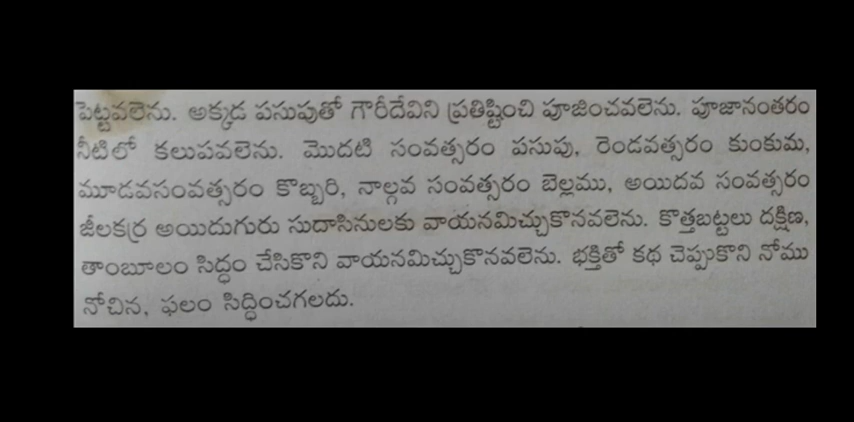 పెట్టవలెను. అక్కడ పసుపుతో గౌరీదేవిని ప్రతిష్టించి పూజించవలెను. పూజానంతరం
నీటిలో కలుపవలెను. మొదటి సంవత్సరం పసుపు, రెండవత్సరం కుంకుమ,
మూడవసంవత్సరం కొబ్బరి, నాల్గవ సంవత్సరం బెల్లము, అయిదవ సంవత్సరం
జీలకర్ర అయిదుగురు సుదాసినులకు వాయనమిచ్చుకొనవలెను. కొత్తబట్టలు దక్షిణ,
తాంబూలం సిద్ధం చేసికొని వాయనమిచ్చుకొనవలెను. భక్తితో కథ చెప్పుకొని నోము
నోచిన, ఫలం సిద్ధించగలదు.